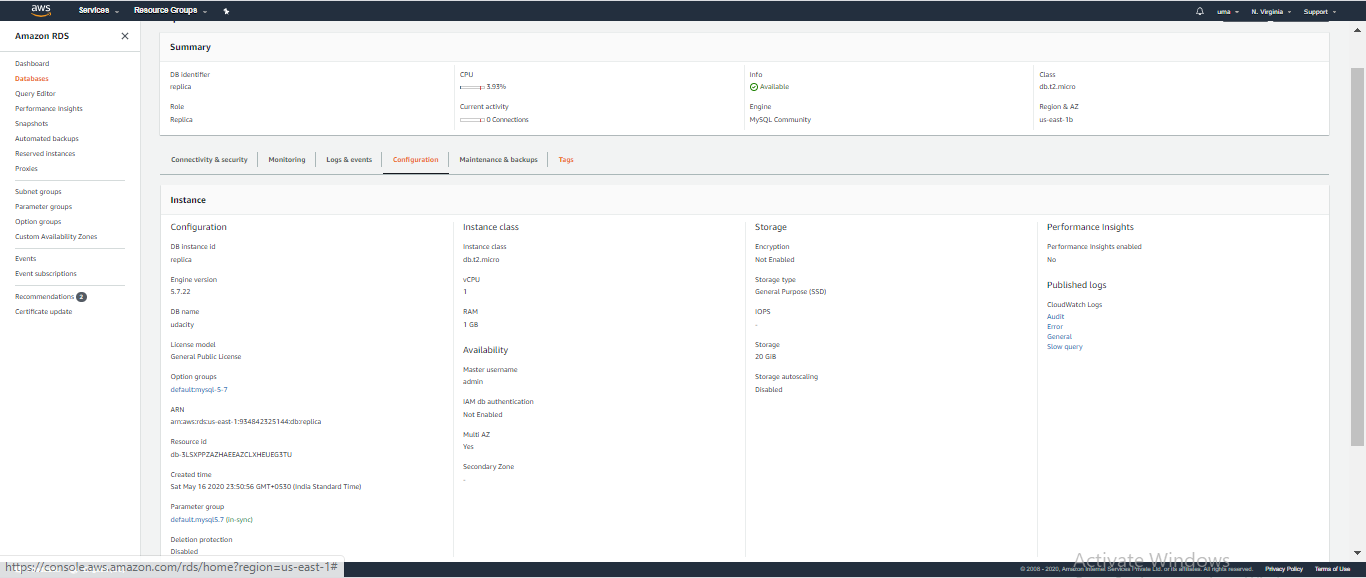 aws
Services
Resource Groups
uma
N. Virginia
Support
Amazon RDS
Dashboard
Databases
Query Editor
Performance Insights
Snapshots
Automated backups
Reserved instances
Proxies
Subnet groups
Parameter groups
Option groups
Custom Availability Zones
Events
Event subscriptions
Recommendations 2
Certificate update
Summary
DB identifier
replica
Role
Replica
CPU
3.93%
Current activity
0 Connections
Info
Available
Engine
MySQL Community
Class
db.t2.micro
Region & AZ
us-east-1b
Connectivity & security
Monitoring
Logs & events
Configuration
Maintenance & backups
Tags
Instance
Configuration
DB instance id
replica
Engine version
5.7.22
DB name
udacity
License model
General Public License
Option groups
default:mysql-5-7
ARN
arn:aws:rds:us-east-1:934842325144:db:replica
Resource id
db-3LSXPPZAZHAEEAZCLXHEUEG3TU
Created time
Sat May 16 2020 23:50:56 GMT+0530 (India Standard Time)
Parameter group
default:mysql5.7 (in-sync)
Deletion protection
Disabled
Instance class
Instance class
db.t2.micro
vCPU
1
RAM
1 GB
Availability
Master username
admin
IAM db authentication
Not Enabled
Multi AZ
Yes
Secondary Zone
-
Storage
Encryption
Not Enabled
Storage type
General Purpose (SSD)
IOPS
-
Storage
20 GiB
Storage autoscaling
Disabled
Performance Insights
Performance Insights enabled
No
Published logs
CloudWatch Logs
Audit
Error
General
Slow query
Activate Windows
https://console.aws.amazon.com/rds/home?region=us-east-1#
© 2008 - 2020, Amazon Internet Services Private Ltd. or its affiliates. All rights reserved.
Privacy Policy
Terms of Use